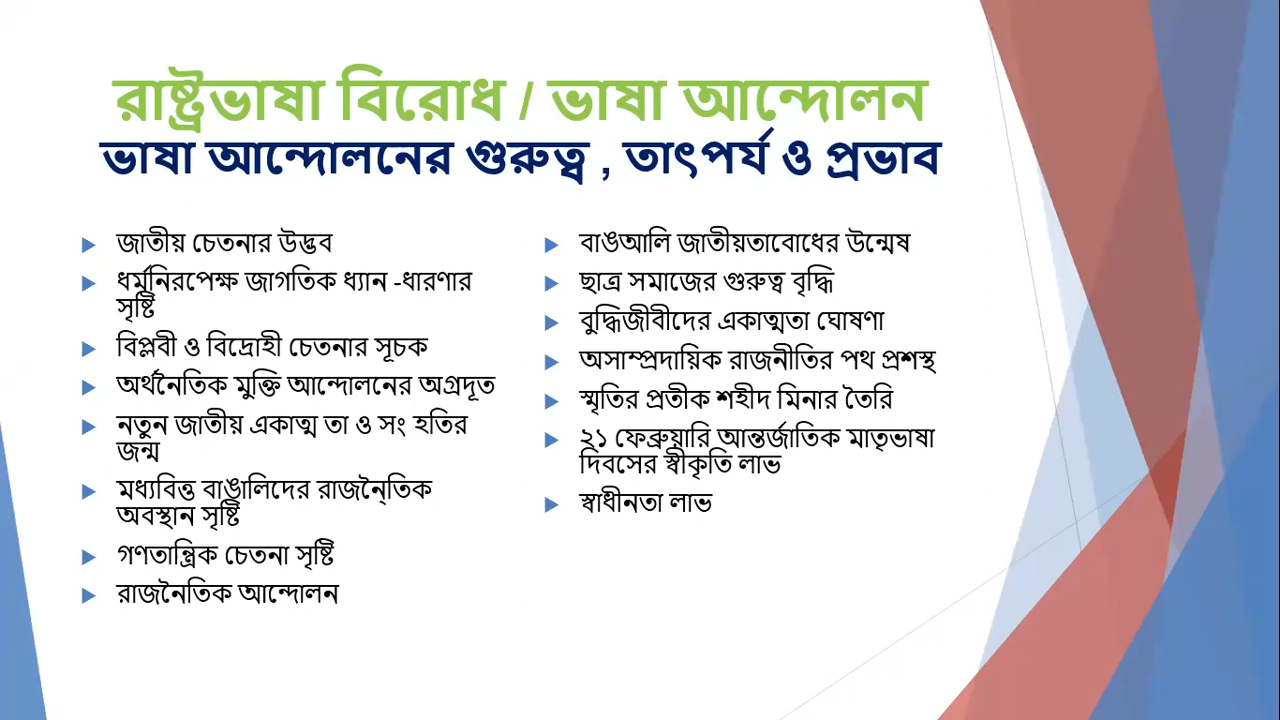 রাষ্ট্রভাষা বিরোধ / ভাষা আন্দোলন
ভাষা আন্দোলনের গুরুত্ব , তাৎপর্য ও প্রভাব
জাতীয় চেতনার উদ্ভব
ধর্মনিরপেক্ষ জাগতিক ধ্যান -ধারণার
সৃষ্টি
বিপ্লবী ও বিদ্রোহী চেতনার সূচক
অর্থনৈতিক মুক্তি আন্দোলনের অগ্রদূত
নতুন জাতীয় একাত্ম তা ও সং হতির
জন্ম
মধ্যবিত্ত বাঙালিদের রাজনৈ্তিক
অবস্থান সৃষ্টি
গণতান্ত্রিক চেতনা সৃষ্টি
রাজনৈতিক আন্দোলন
বাঙআলি জাতীয়তাবোধের উন্মেষ
ছাত্র সমাজের গুরুত্ব বৃদ্ধি
বুদ্ধিজীবীদের একাত্মতা ঘোষণা
অসাম্প্রদায়িক রাজনীতির পথ প্রশস্থ
স্মৃতির প্রতীক শহীদ মিনার তৈরি
২১ ফেব্রুয়ারি আন্তর্জাতিক মাতৃভাষা
দিবসের স্বীকৃতি লাভ
স্বাধীনতা লাভ